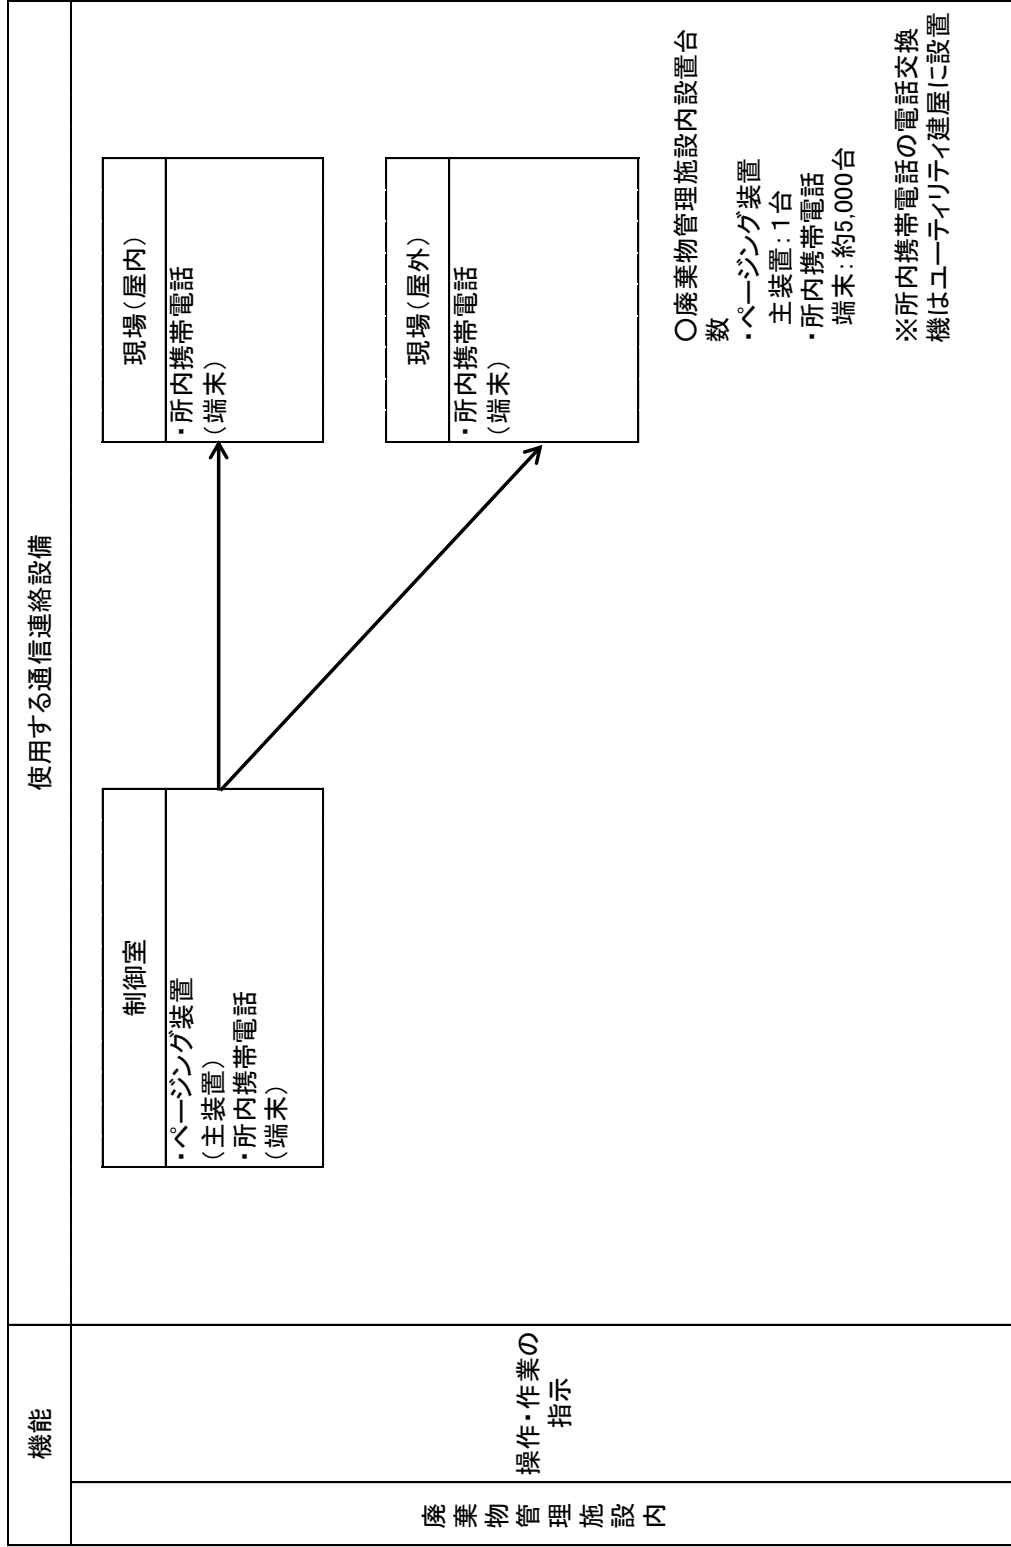 機能
使用する通信連絡設備
廃棄物管理施設内
操作・作業の
指示
制御室
・ページング装置
（主装置）
・所内携帯電話
（端末）
現場（屋内）
・所内携帯電話
（端末）
現場（屋外）
・所内携帯電話
（端末）
〇廃棄物管理施設内設置台
数
・ページング装置
主装置：１台
・所内携帯電話
端末：約5,000台
※所内携帯電話の電話交換
機はユーティリティ建屋に設置